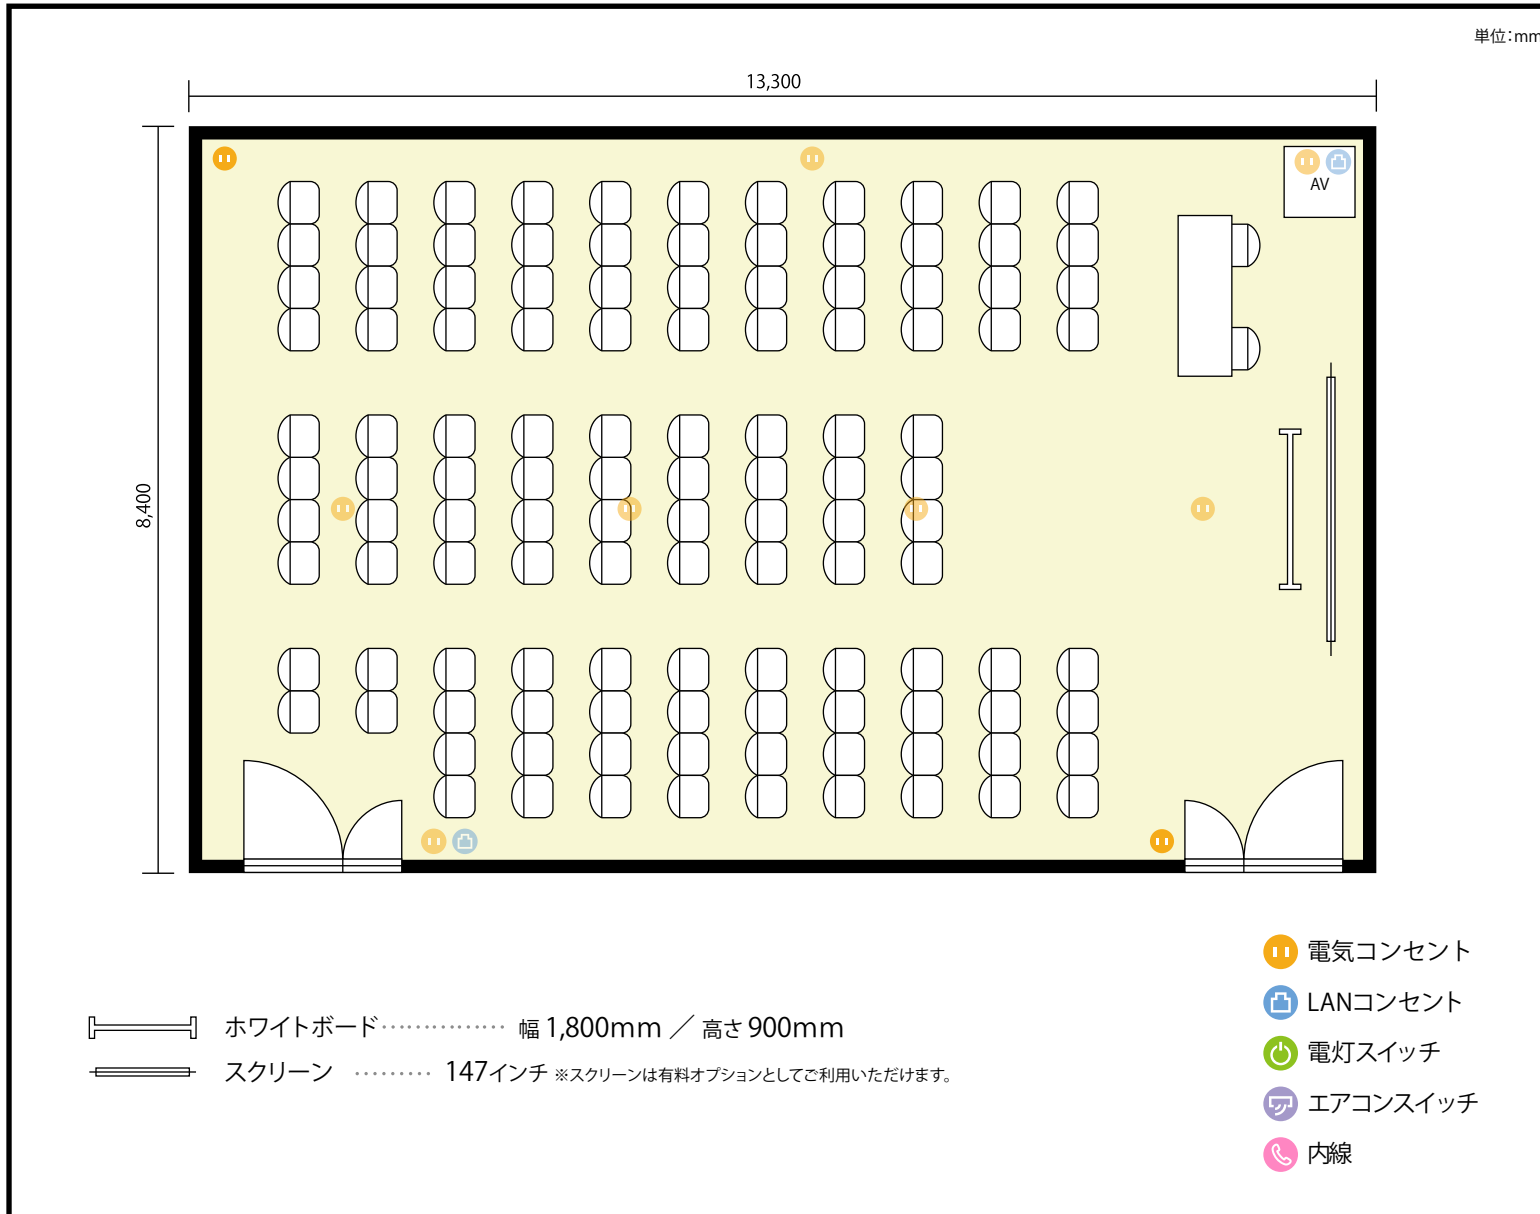 単位：mm
13,300
AV
8,400
電気コンセント
LANコンセント
ホワイトボード 幅 1,800mm ／ 高さ 900mm
電灯スイッチ
スクリーン 147インチ ※スクリーンは有料オプションとしてご利用いただけます。
エアコンスイッチ
内線